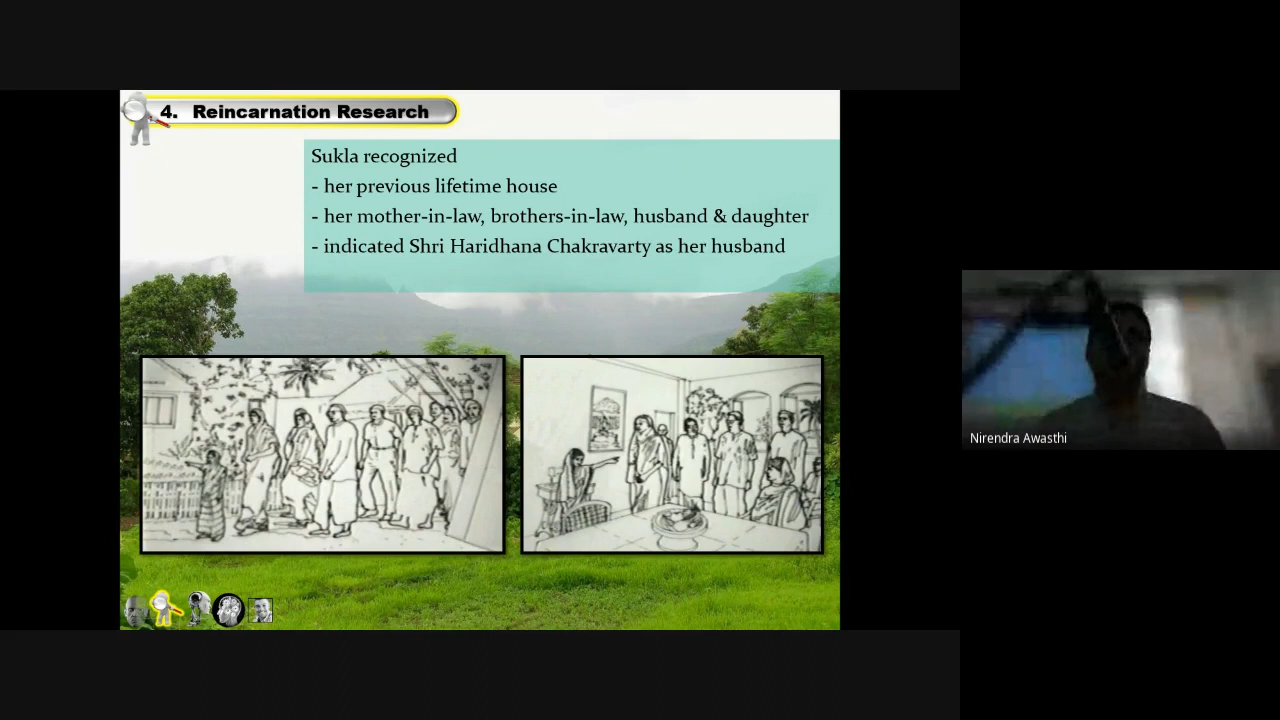 4. Reincarnation Research
Sukla recognized
- her previous lifetime house
- her mother-in-law, brothers-in-law, husband & daughter
- indicated Shri Haridhana Chakravarty as her husband
Nirendra Awasthi